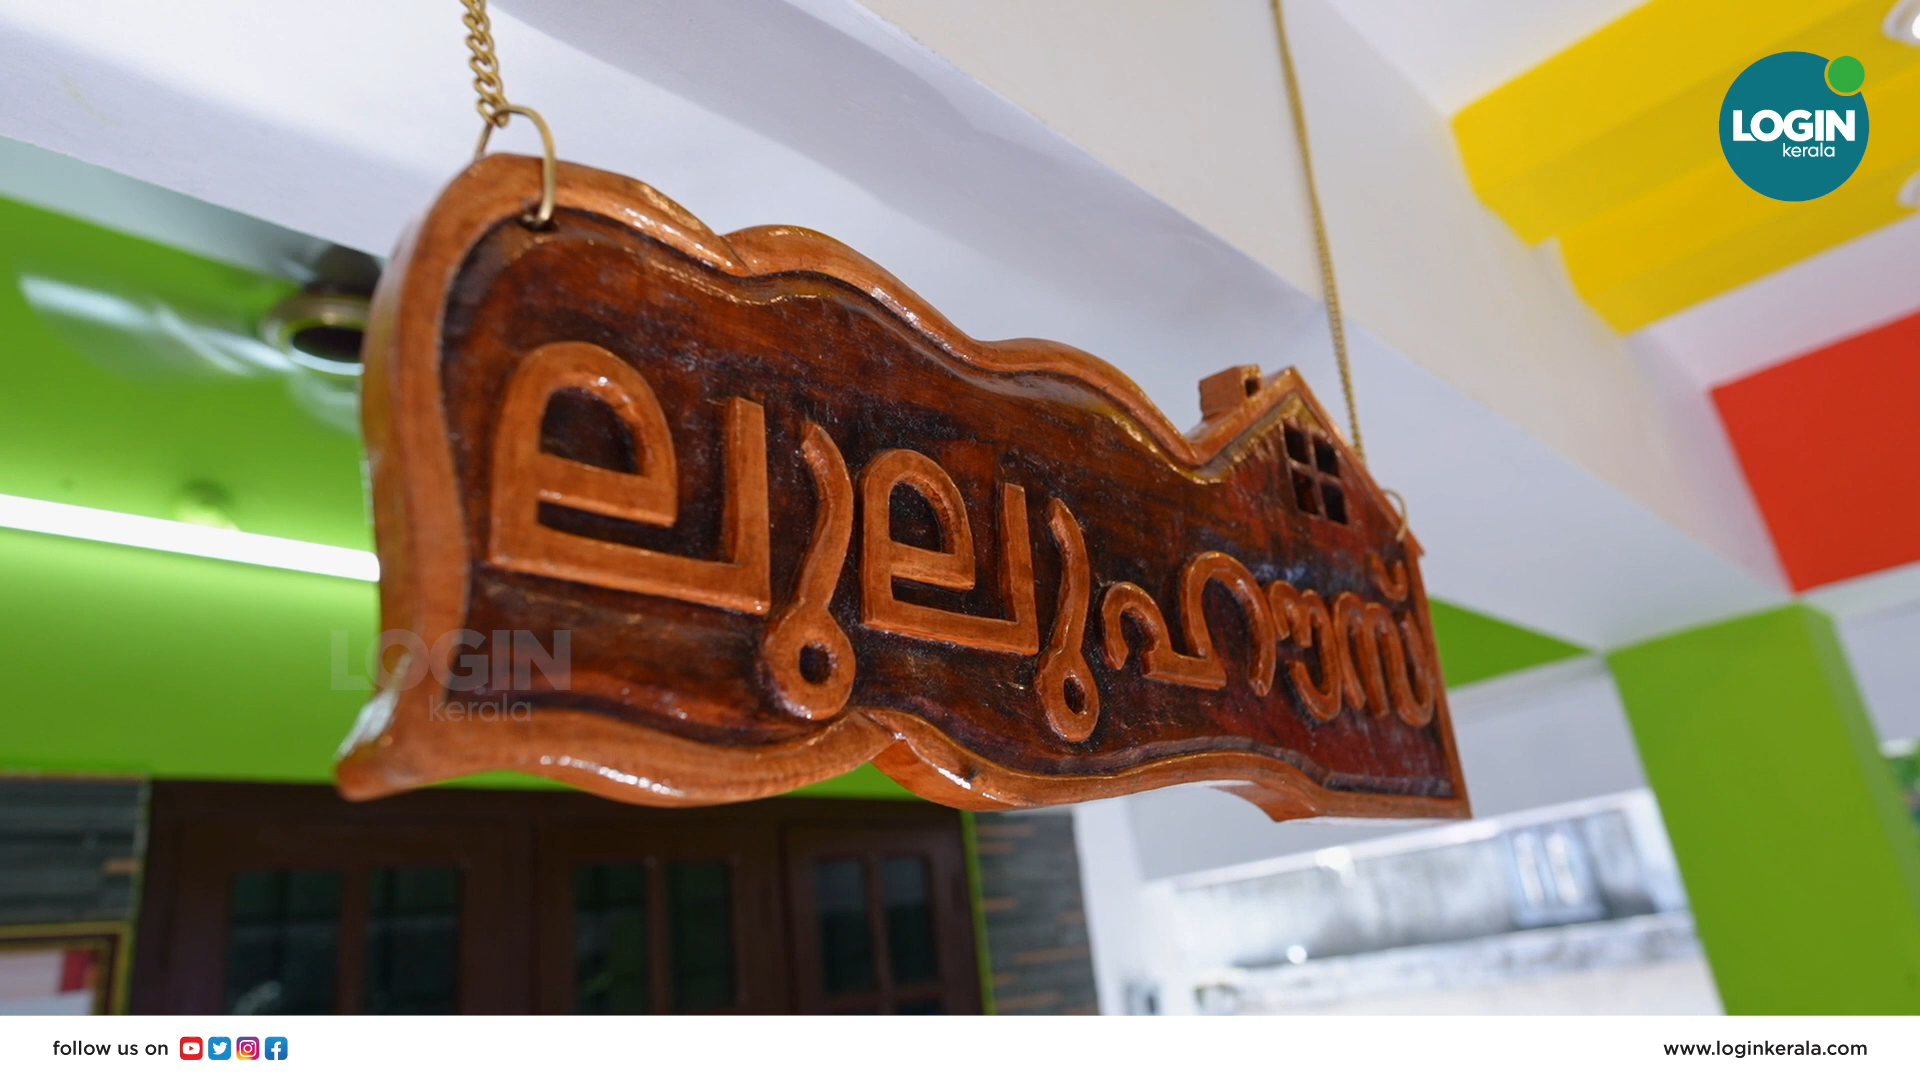 LOGIN
kerala
ലുലുഹൗസ്
LOGIN
kerala
follow us on
www.loginkerala.com